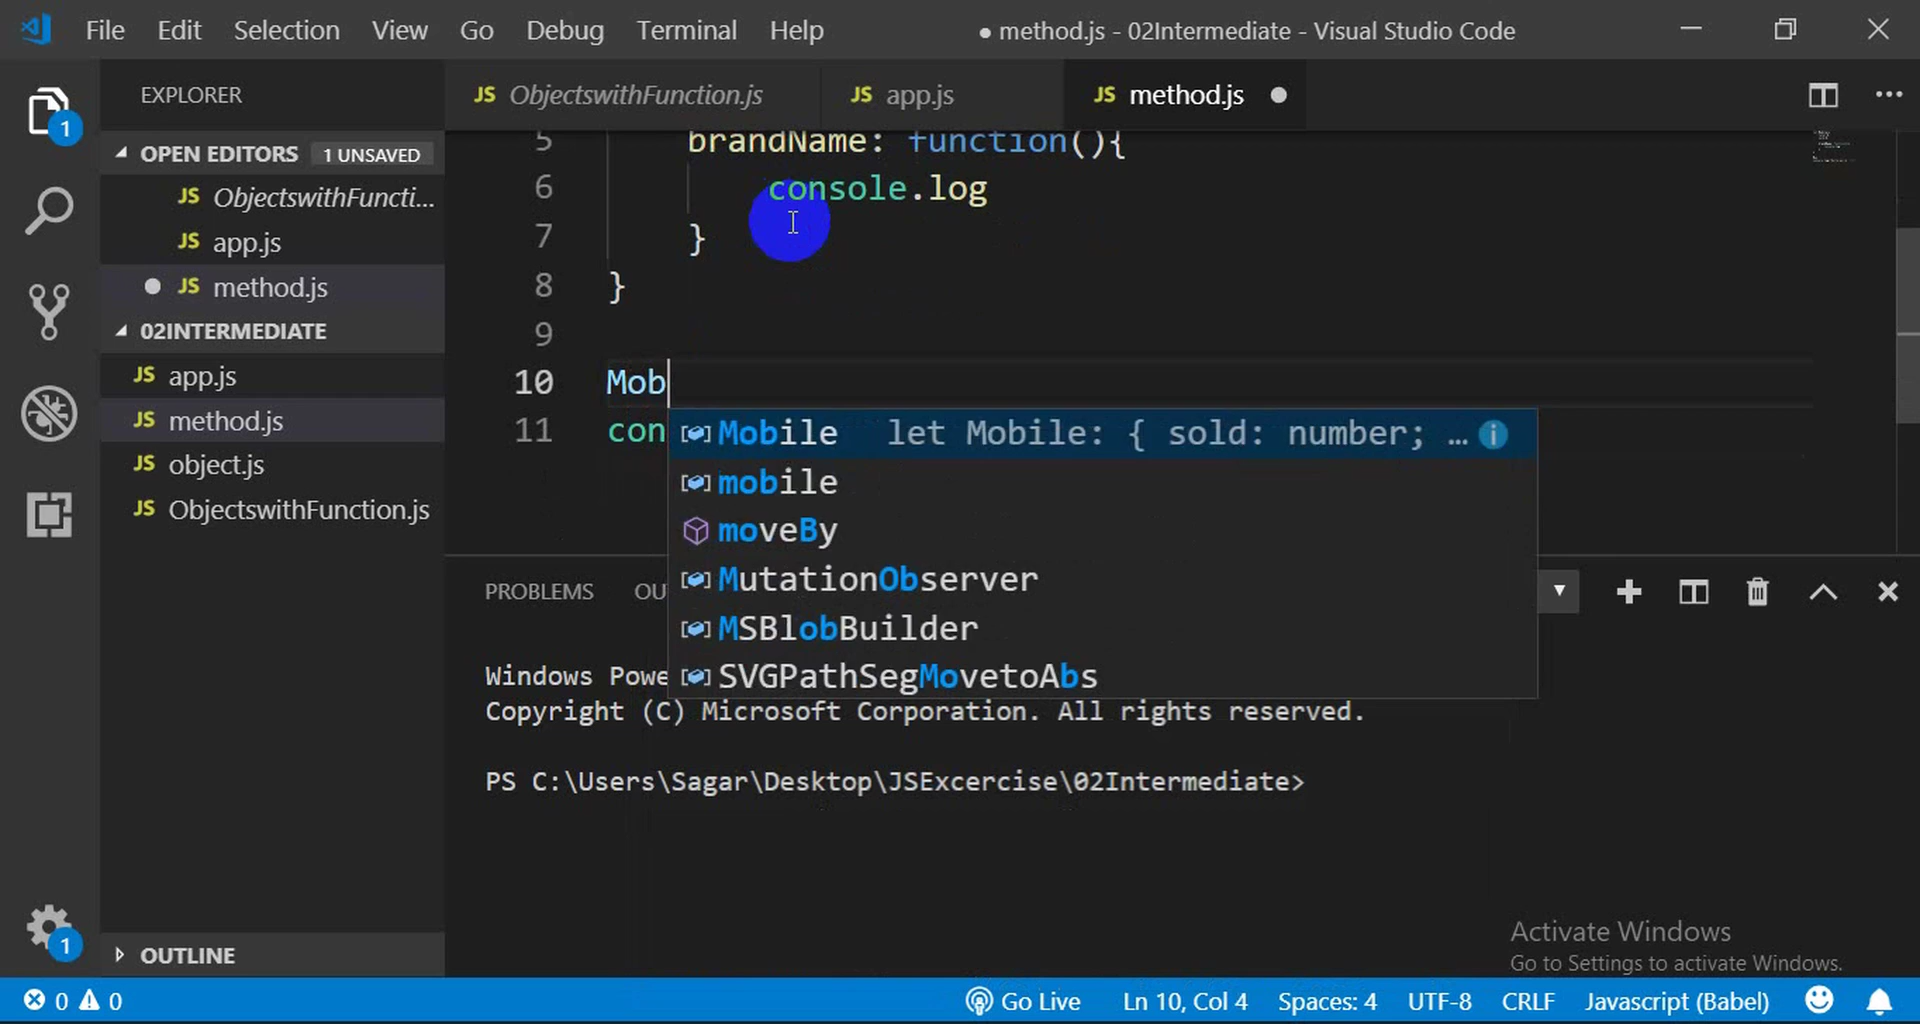 File Edit Selection View Go Debug Terminal Help ● method.js - 02Intermediate - Visual Studio Code
EXPLORER
JS ObjectswithFunction.js JS app.js JS method.js
OPEN EDITORS 1 UNSAVED
JS ObjectswithFuncti...
JS app.js
JS method.js
02INTERMEDIATE
JS app.js
JS method.js
JS object.js
JS ObjectswithFunction.js
OUTLINE
1
1
5 brandName: function(){
6 console.log
7 }
8 }
9
10 Mob
11 con
Mobile let Mobile: { sold: number; …
mobile
moveBy
MutationObserver
MSBlobBuilder
SVGPathSegMovetoAbs
PROBLEMS OU
Windows Powe
Copyright (C) Microsoft Corporation. All rights reserved.
PS C:\Users\Sagar\Desktop\JSExcercise\02Intermediate>
Activate Windows
Go to Settings to activate Windows.
0 0 Go Live Ln 10, Col 4 Spaces: 4 UTF-8 CRLF Javascript (Babel)